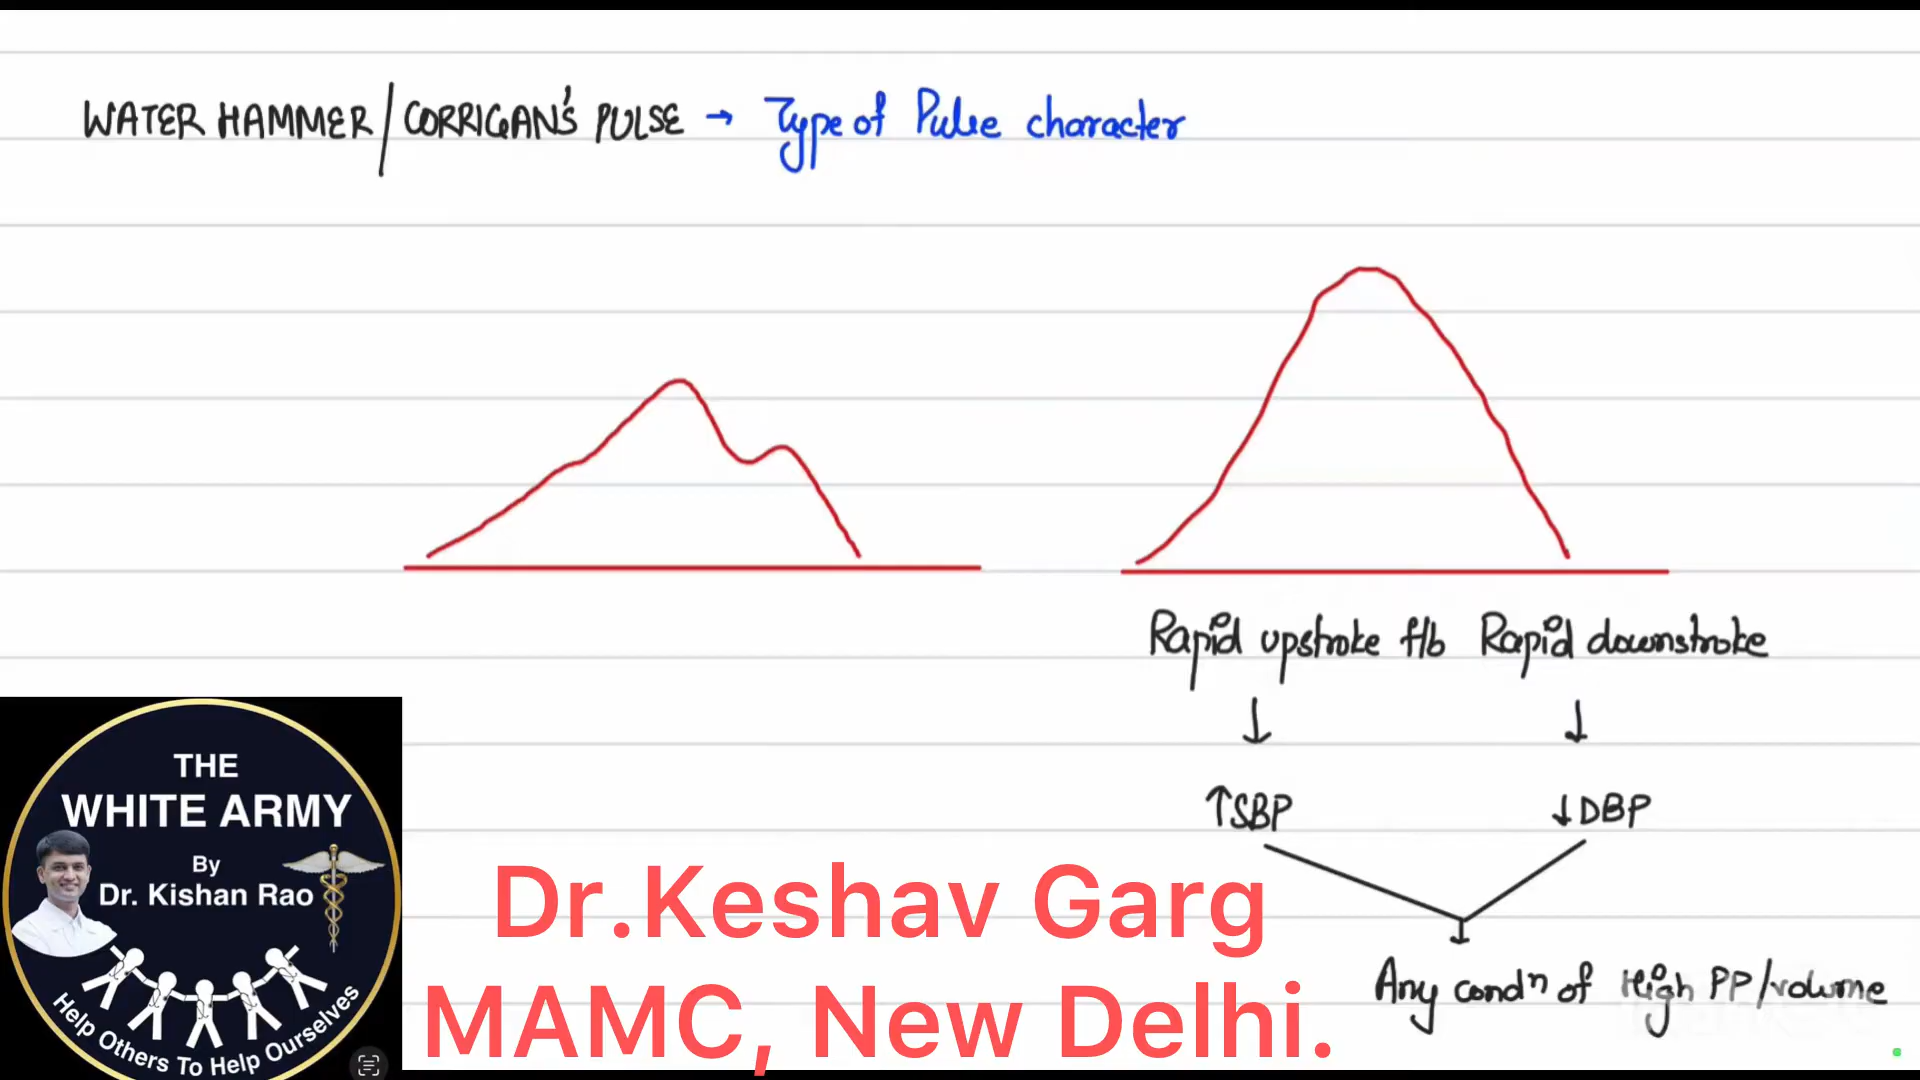 WATER HAMMER/CORRIGAN'S PULSE → Type of Pulse character
Rapid upstroke f/b Rapid downstroke
↓ ↓
↑SBP ↓DBP
Any condn of High PP/volume
THE
WHITE ARMY
By
Dr. Kishan Rao
Help Others To Help Ourselves
Dr.Keshav Garg
MAMC, New Delhi.